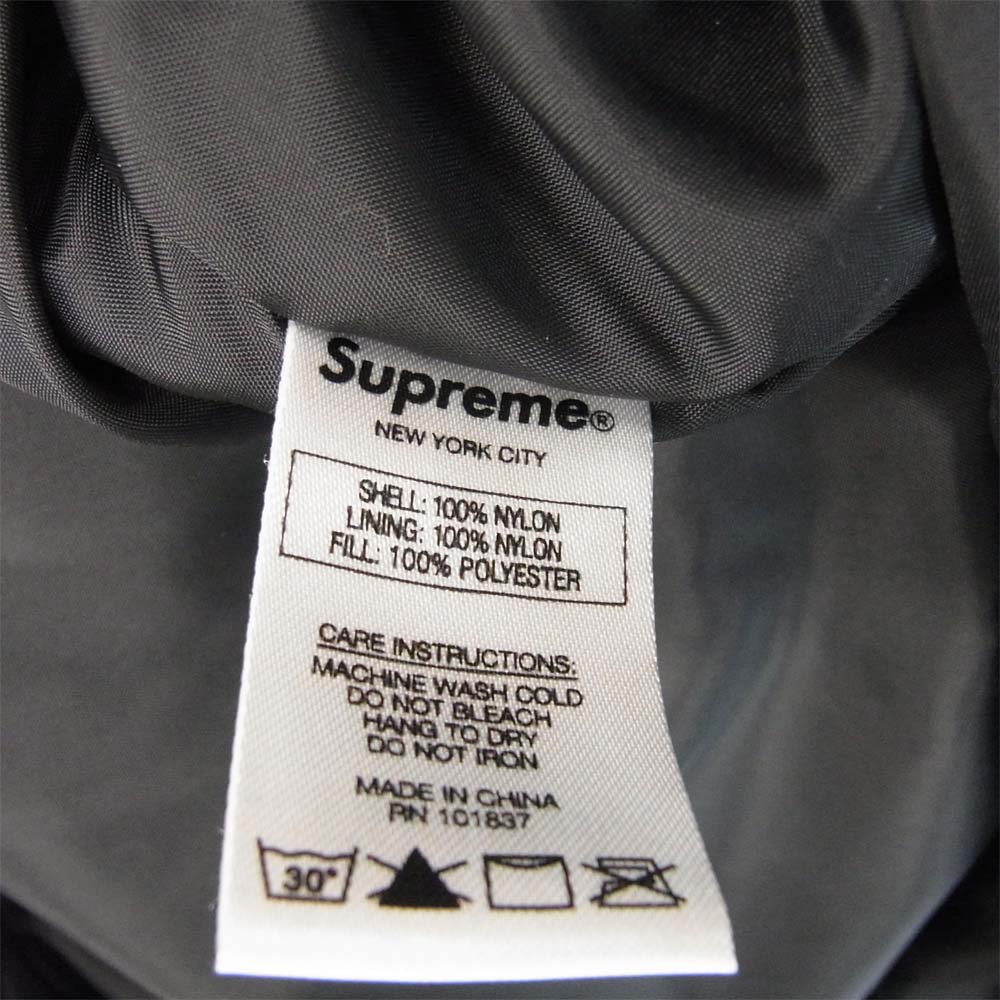 Supreme®
NEW YORK CITY
SHELL: 100% NYLON
LINING: 100% NYLON
FILL: 100% POLYESTER
CARE INSTRUCTIONS:
MACHINE WASH COLD
DO NOT BLEACH
HANG TO DRY
DO NOT IRON
MADE IN CHINA
RN 101837
30°